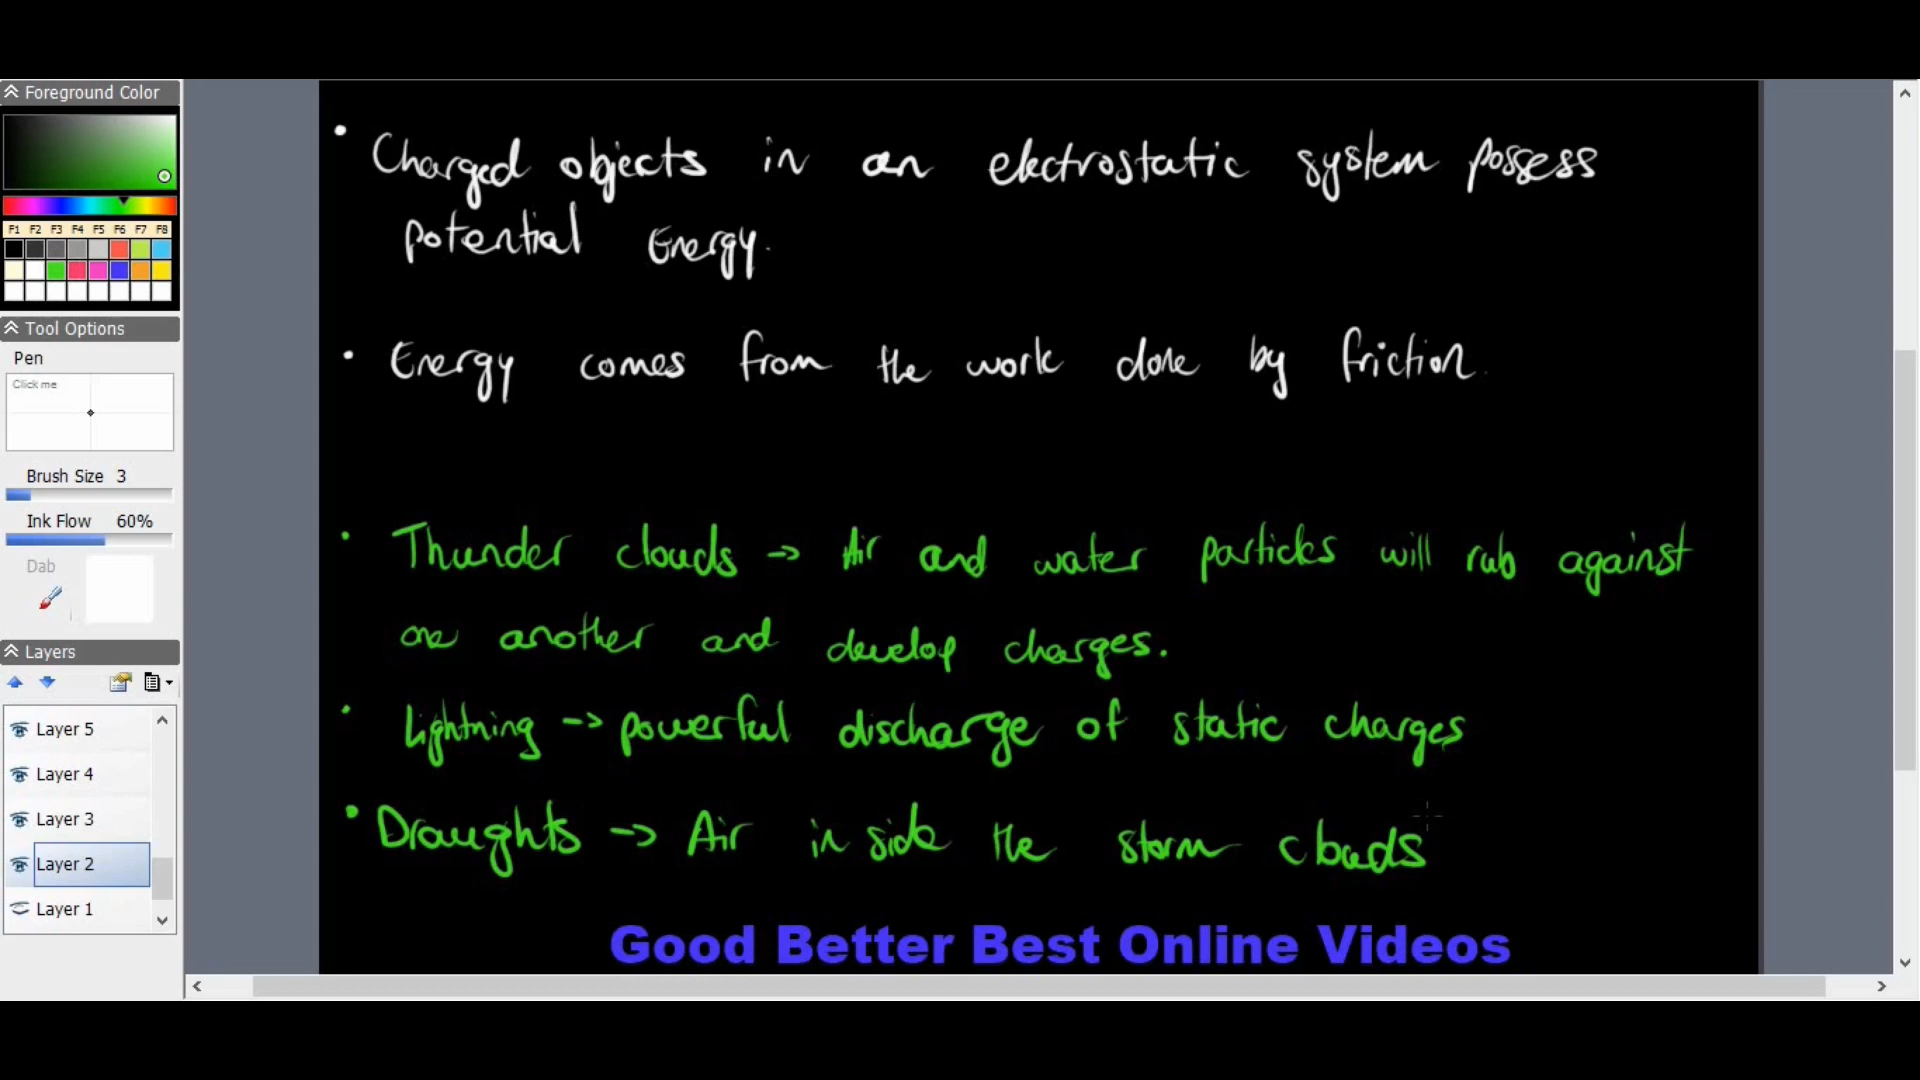 Foreground Color
F1 F2 F3 F4 F5 F6 F7 F8
Tool Options
Pen
Click me
Brush Size 3
Ink Flow 60%
Dab
Layers
Layer 5
Layer 4
Layer 3
Layer 2
Layer 1
• Charged objects in an electrostatic system possess
potential Energy.
• Energy comes from the work done by friction.
• Thunder clouds -> Air and water particles will rub against
one another and develop charges.
• Lightning -> powerful discharge of static charges
• Draughts -> Air inside the storm clouds
Good Better Best Online Videos